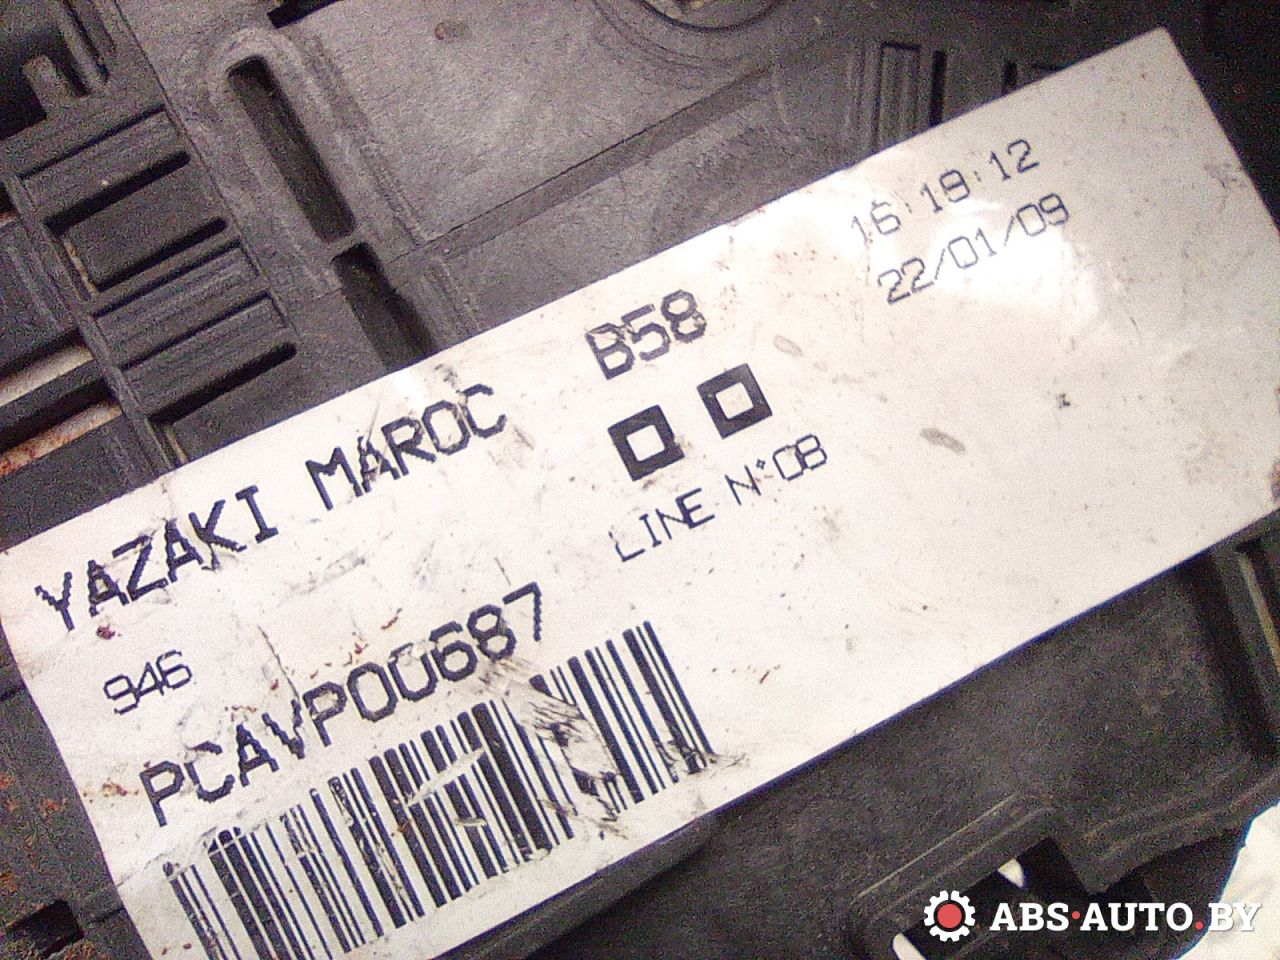 16:19:12
22/01/09
YAZAKI MAROC B58
LINE N°08
946
PCAVP00687
ABS·AUTO.BY